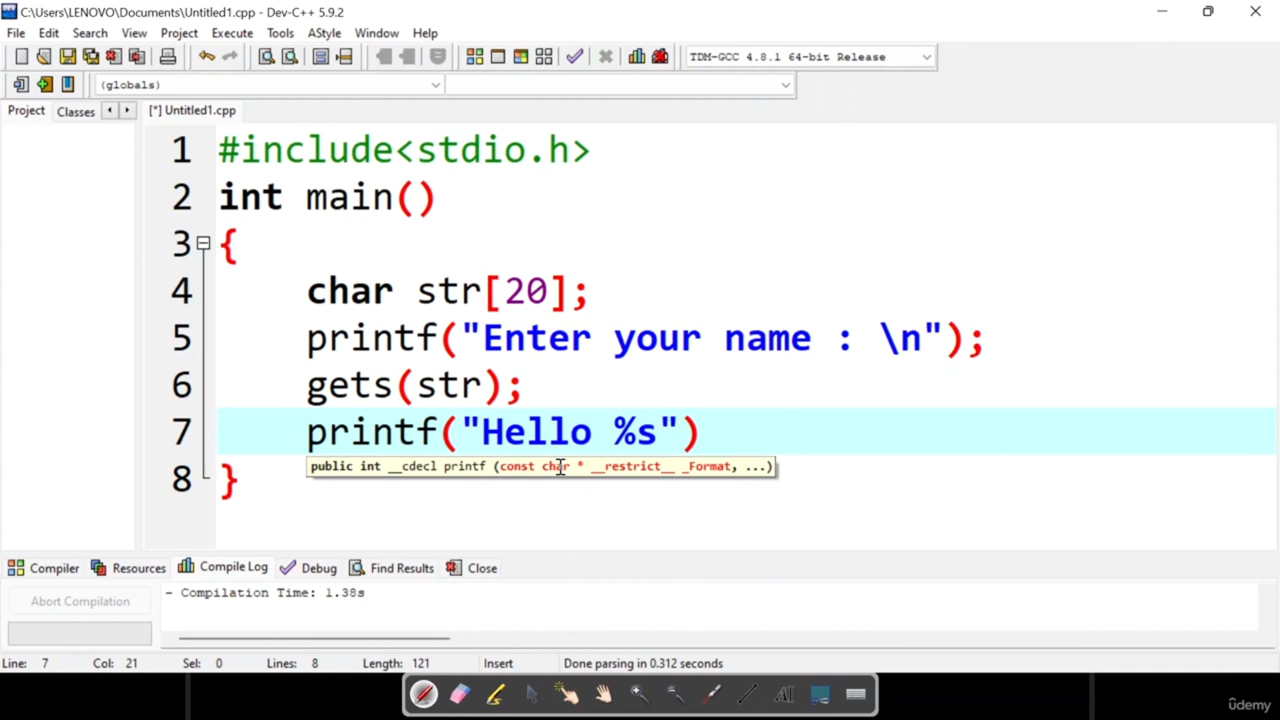 C:\Users\LENOVO\Documents\Untitled1.cpp - Dev-C++ 5.9.2
File Edit Search View Project Execute Tools AStyle Window Help
TDM-GCC 4.8.1 64-bit Release
(globals)
Project Classes [*] Untitled1.cpp
1 #include<stdio.h>
2 int main()
3 {
4 char str[20];
5 printf("Enter your name : \n");
6 gets(str);
7 printf("Hello %s")
public int __cdecl printf (const char * __restrict__ _Format, ...)
8 }
Compiler Resources Compile Log Debug Find Results Close
Abort Compilation
- Compilation Time: 1.38s
Line: 7 Col: 21 Sel: 0 Lines: 8 Length: 121 Insert Done parsing in 0.312 seconds
AI
ûdemy